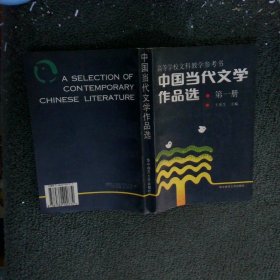 高等学校文科教学参考书
中国当代文学
作品选
第一册
中国当代文学作品选
A SELECTION OF
CONTEMPORARY
CHINESE LITERATURE